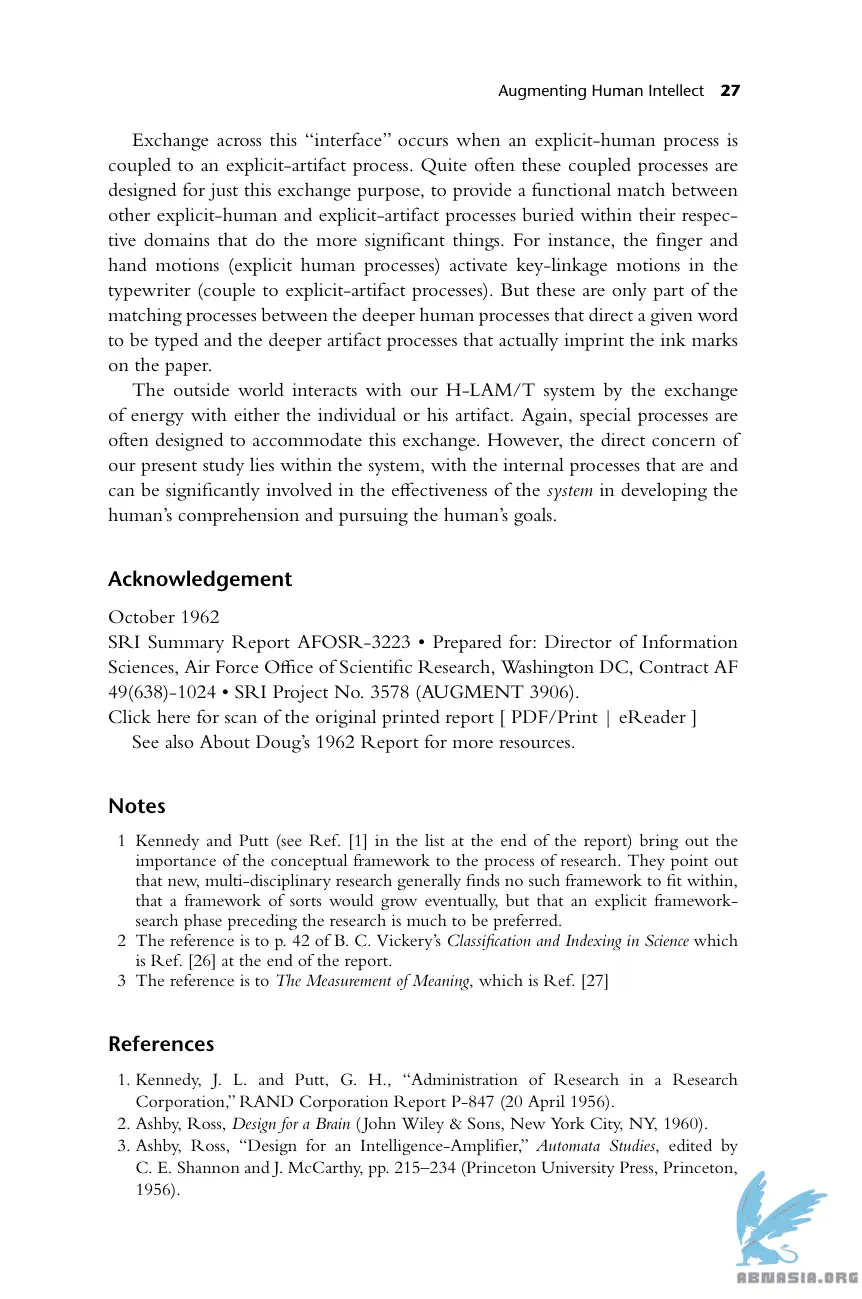 Augmenting Human Intellect 27
Exchange across this “interface” occurs when an explicit-human process is
coupled to an explicit-artifact process. Quite often these coupled processes are
designed for just this exchange purpose, to provide a functional match between
other explicit-human and explicit-artifact processes buried within their respec-
tive domains that do the more significant things. For instance, the finger and
hand motions (explicit human processes) activate key-linkage motions in the
typewriter (couple to explicit-artifact processes). But these are only part of the
matching processes between the deeper human processes that direct a given word
to be typed and the deeper artifact processes that actually imprint the ink marks
on the paper.
The outside world interacts with our H-LAM/T system by the exchange
of energy with either the individual or his artifact. Again, special processes are
often designed to accommodate this exchange. However, the direct concern of
our present study lies within the system, with the internal processes that are and
can be significantly involved in the effectiveness of the system in developing the
human’s comprehension and pursuing the human’s goals.
Acknowledgement
October 1962
SRI Summary Report AFOSR-3223 • Prepared for: Director of Information
Sciences, Air Force Office of Scientific Research, Washington DC, Contract AF
49(638)-1024 • SRI Project No. 3578 (AUGMENT 3906).
Click here for scan of the original printed report [ PDF/Print | eReader ]
See also About Doug’s 1962 Report for more resources.
Notes
1 Kennedy and Putt (see Ref. [1] in the list at the end of the report) bring out the
importance of the conceptual framework to the process of research. They point out
that new, multi-disciplinary research generally finds no such framework to fit within,
that a framework of sorts would grow eventually, but that an explicit framework-
search phase preceding the research is much to be preferred.
2 The reference is to p. 42 of B. C. Vickery’s Classification and Indexing in Science which
is Ref. [26] at the end of the report.
3 The reference is to The Measurement of Meaning, which is Ref. [27]
References
1. Kennedy, J. L. and Putt, G. H., “Administration of Research in a Research
Corporation,” RAND Corporation Report P-847 (20 April 1956).
2. Ashby, Ross, Design for a Brain (John Wiley & Sons, New York City, NY, 1960).
3. Ashby, Ross, “Design for an Intelligence-Amplifier,” Automata Studies, edited by
C. E. Shannon and J. McCarthy, pp. 215–234 (Princeton University Press, Princeton,
1956).
ABNASIA.ORG